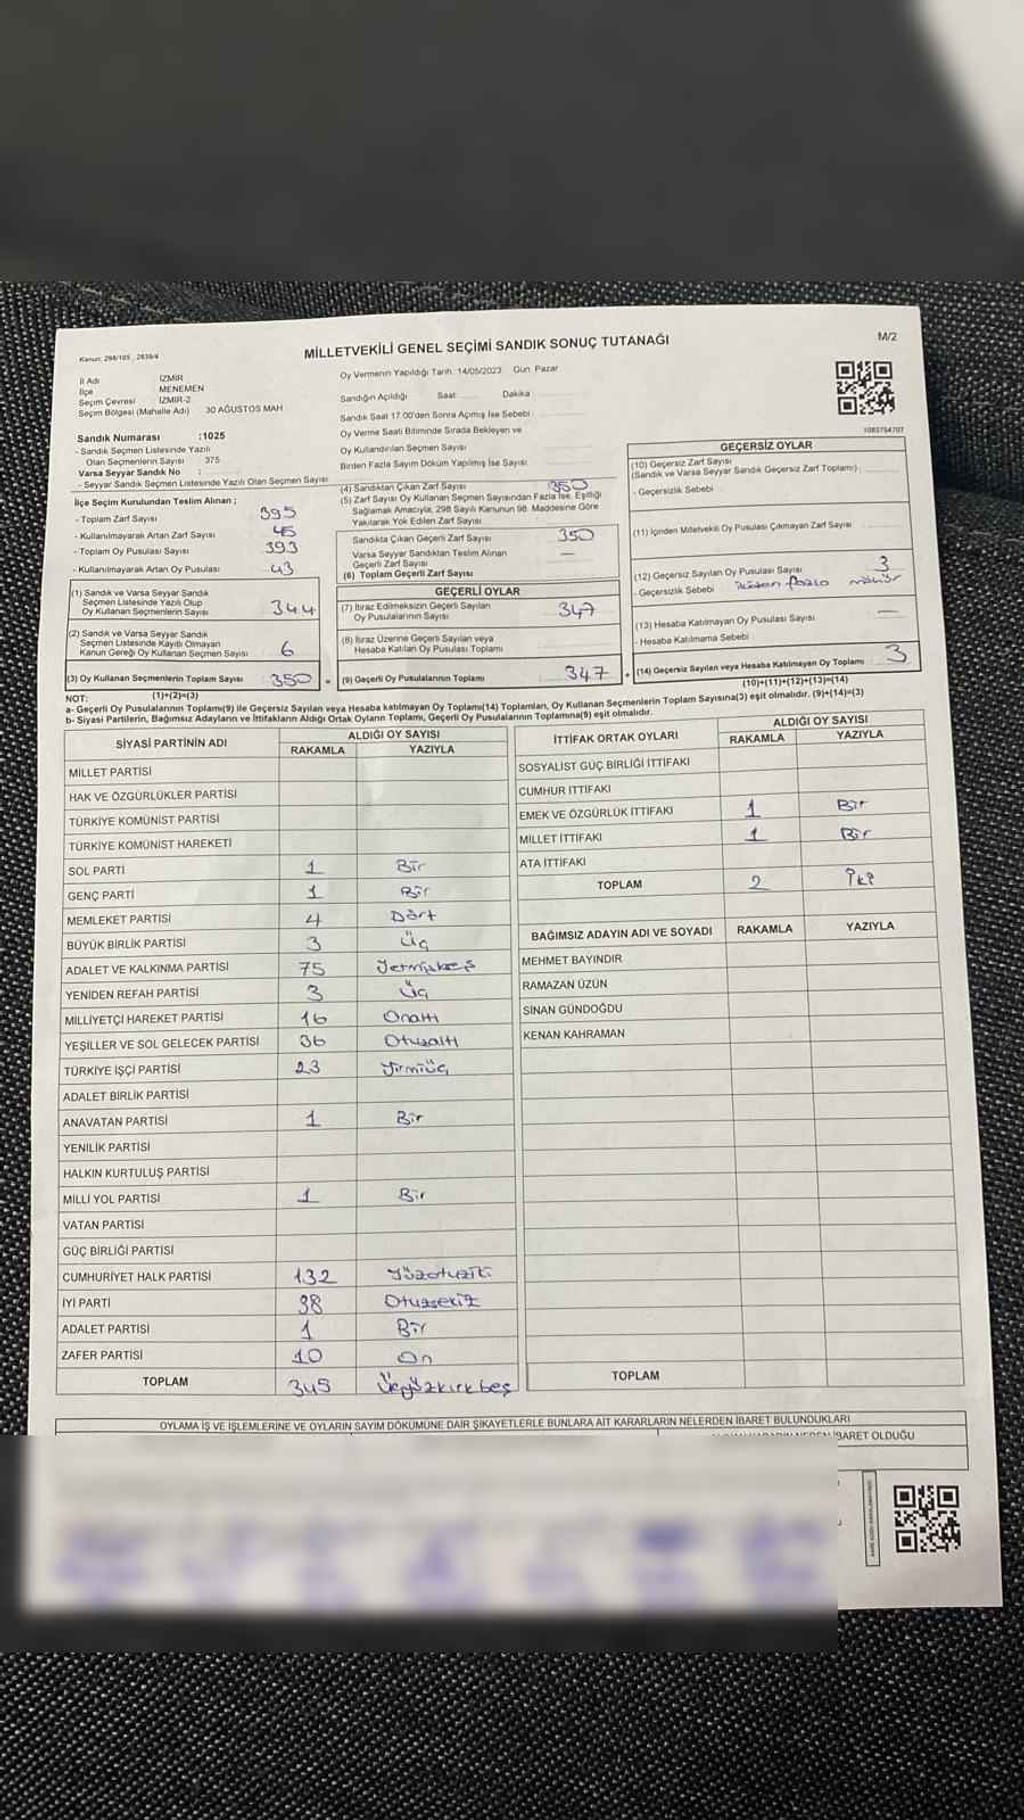 Kanun: 298/105 , 2839/4
MİLLETVEKİLİ GENEL SEÇİMİ SANDIK SONUÇ TUTANAĞI
M/2
İl Adı İZMİR
İlçe MENEMEN
Seçim Çevresi İZMİR-2
Seçim Bölgesi (Mahalle Adı) 30 AĞUSTOS MAH
Sandık Numarası :1025
- Sandık Seçmen Listesinde Yazılı
Olan Seçmenlerin Sayısı 375
Varsa Seyyar Sandık No :
- Seyyar Sandık Seçmen Listesinde Yazılı Olan Seçmen Sayısı
Oy Vermenin Yapıldığı Tarih: 14/05/2023 Gün: Pazar
Sandığın Açıldığı Saat Dakika
Sandık Saat 17.00'den Sonra Açılmış İse Sebebi
Oy Verme Saati Bitiminde Sırada Bekleyen ve
Oy Kullandırılan Seçmen Sayısı
Birden Fazla Sayım Döküm Yapılmış İse Sayısı
1083754707
İlçe Seçim Kurulundan Teslim Alınan ;
- Toplam Zarf Sayısı 395
- Kullanılmayarak Artan Zarf Sayısı 45
- Toplam Oy Pusulası Sayısı 393
- Kullanılmayarak Artan Oy Pusulası 43
(1) Sandık ve Varsa Seyyar Sandık
Seçmen Listesinde Yazılı Olup
Oy Kullanan Seçmenlerin Sayısı 344
(2) Sandık ve Varsa Seyyar Sandık
Seçmen Listesinde Kayıtlı Olmayan
Kanun Gereği Oy Kullanan Seçmen Sayısı 6
(3) Oy Kullanan Seçmenlerin Toplam Sayısı 350
(1)+(2)=(3)
(4) Sandıktan Çıkan Zarf Sayısı 350
(5) Zarf Sayısı Oy Kullanan Seçmen Sayısından Fazla İse, Eşitliği
Sağlamak Amacıyla, 298 Sayılı Kanunun 98. Maddesine Göre
Yakılarak Yok Edilen Zarf Sayısı
Sandıkta Çıkan Geçerli Zarf Sayısı 350
Varsa Seyyar Sandıktan Teslim Alınan
Geçerli Zarf Sayısı —
(6) Toplam Geçerli Zarf Sayısı
GEÇERLİ OYLAR
(7) İtiraz Edilmeksizin Geçerli Sayılan
Oy Pusulalarının Sayısı 347
(8) İtiraz Üzerine Geçerli Sayılan veya
Hesaba Katılan Oy Pusulası Toplamı
(9) Geçerli Oy Pusulalarının Toplamı 347
GEÇERSİZ OYLAR
(10) Geçersiz Zarf Sayısı
(Sandık ve Varsa Seyyar Sandık Geçersiz Zarf Toplamı)
- Geçersizlik Sebebi
(11) İçinden Milletvekili Oy Pusulası Çıkmayan Zarf Sayısı
(12) Geçersiz Sayılan Oy Pusulası Sayısı 3
- Geçersizlik Sebebi fazla mühür
(13) Hesaba Katılmayan Oy Pusulası Sayısı —
- Hesaba Katılmama Sebebi
(14) Geçersiz Sayılan veya Hesaba Katılmayan Oy Toplamı 3
(10)+(11)+(12)+(13)=(14)
NOT:
a- Geçerli Oy Pusulalarının Toplamı(9) ile Geçersiz Sayılan veya Hesaba katılmayan Oy Toplamı(14) Toplamları, Oy Kullanan Seçmenlerin Toplam Sayısına(3) eşit olmalıdır. (9)+(14)=(3)
b- Siyasi Partilerin, Bağımsız Adayların ve İttifakların Aldığı Ortak Oyların Toplamı, Geçerli Oy Pusulalarının Toplamına(9) eşit olmalıdır.
SİYASİ PARTİNİN ADI ALDIĞI OY SAYISI
RAKAMLA YAZIYLA
MİLLET PARTİSİ
HAK VE ÖZGÜRLÜKLER PARTİSİ
TÜRKİYE KOMÜNİST PARTİSİ
TÜRKİYE KOMÜNİST HAREKETİ
SOL PARTİ 1 Bir
GENÇ PARTİ 1 Bir
MEMLEKET PARTİSİ 4 Dört
BÜYÜK BİRLİK PARTİSİ 3 Üç
ADALET VE KALKINMA PARTİSİ 75 Yetmişbeş
YENİDEN REFAH PARTİSİ 3 Üç
MİLLİYETÇİ HAREKET PARTİSİ 16 Onaltı
YEŞİLLER VE SOL GELECEK PARTİSİ 36 Otuzaltı
TÜRKİYE İŞÇİ PARTİSİ 23 Yirmiüç
ADALET BİRLİK PARTİSİ
ANAVATAN PARTİSİ 1 Bir
YENİLİK PARTİSİ
HALKIN KURTULUŞ PARTİSİ
MİLLİ YOL PARTİSİ 1 Bir
VATAN PARTİSİ
GÜÇ BİRLİĞİ PARTİSİ
CUMHURİYET HALK PARTİSİ 132 Yüzotuziki
İYİ PARTİ 38 Otuzsekiz
ADALET PARTİSİ 1 Bir
ZAFER PARTİSİ 10 On
TOPLAM 345 Üçyüzkırkbeş
İTTİFAK ORTAK OYLARI ALDIĞI OY SAYISI
RAKAMLA YAZIYLA
SOSYALİST GÜÇ BİRLİĞİ İTTİFAKI
CUMHUR İTTİFAKI
EMEK VE ÖZGÜRLÜK İTTİFAKI 1 Bir
MİLLET İTTİFAKI 1 Bir
ATA İTTİFAKI
TOPLAM 2 İki
BAĞIMSIZ ADAYIN ADI VE SOYADI RAKAMLA YAZIYLA
MEHMET BAYINDIR
RAMAZAN ÜZÜN
SİNAN GÜNDOĞDU
KENAN KAHRAMAN
TOPLAM
OYLAMA İŞ VE İŞLEMLERİNE VE OYLARIN SAYIM DÖKÜMÜNE DAİR ŞİKAYETLERLE BUNLARA AİT KARARLARIN NELERDEN İBARET BULUNDUKLARI
İBARET OLDUĞU